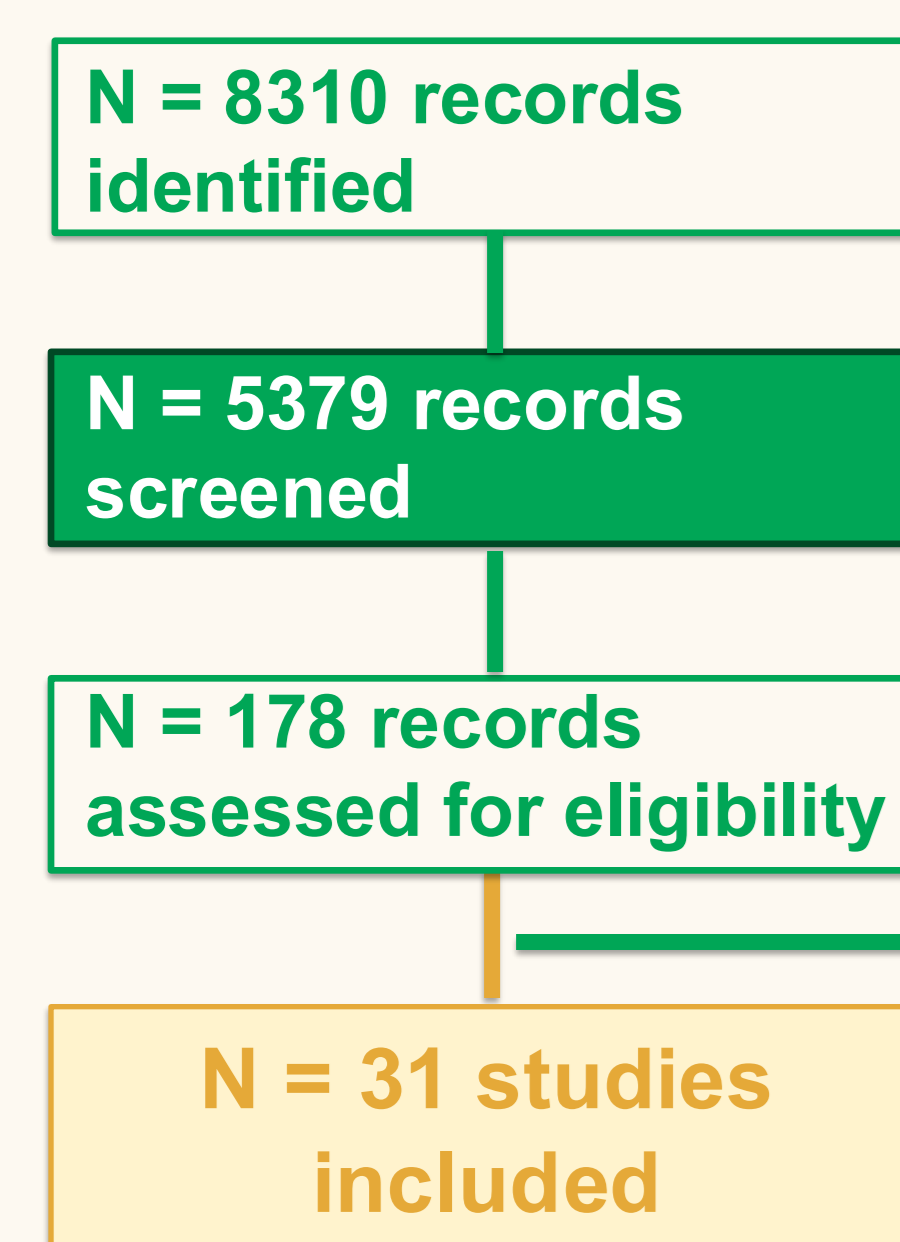 N = 8310 records
identified
N = 5379 records
screened
N = 178 records
assessed for eligibility
N = 31 studies
included